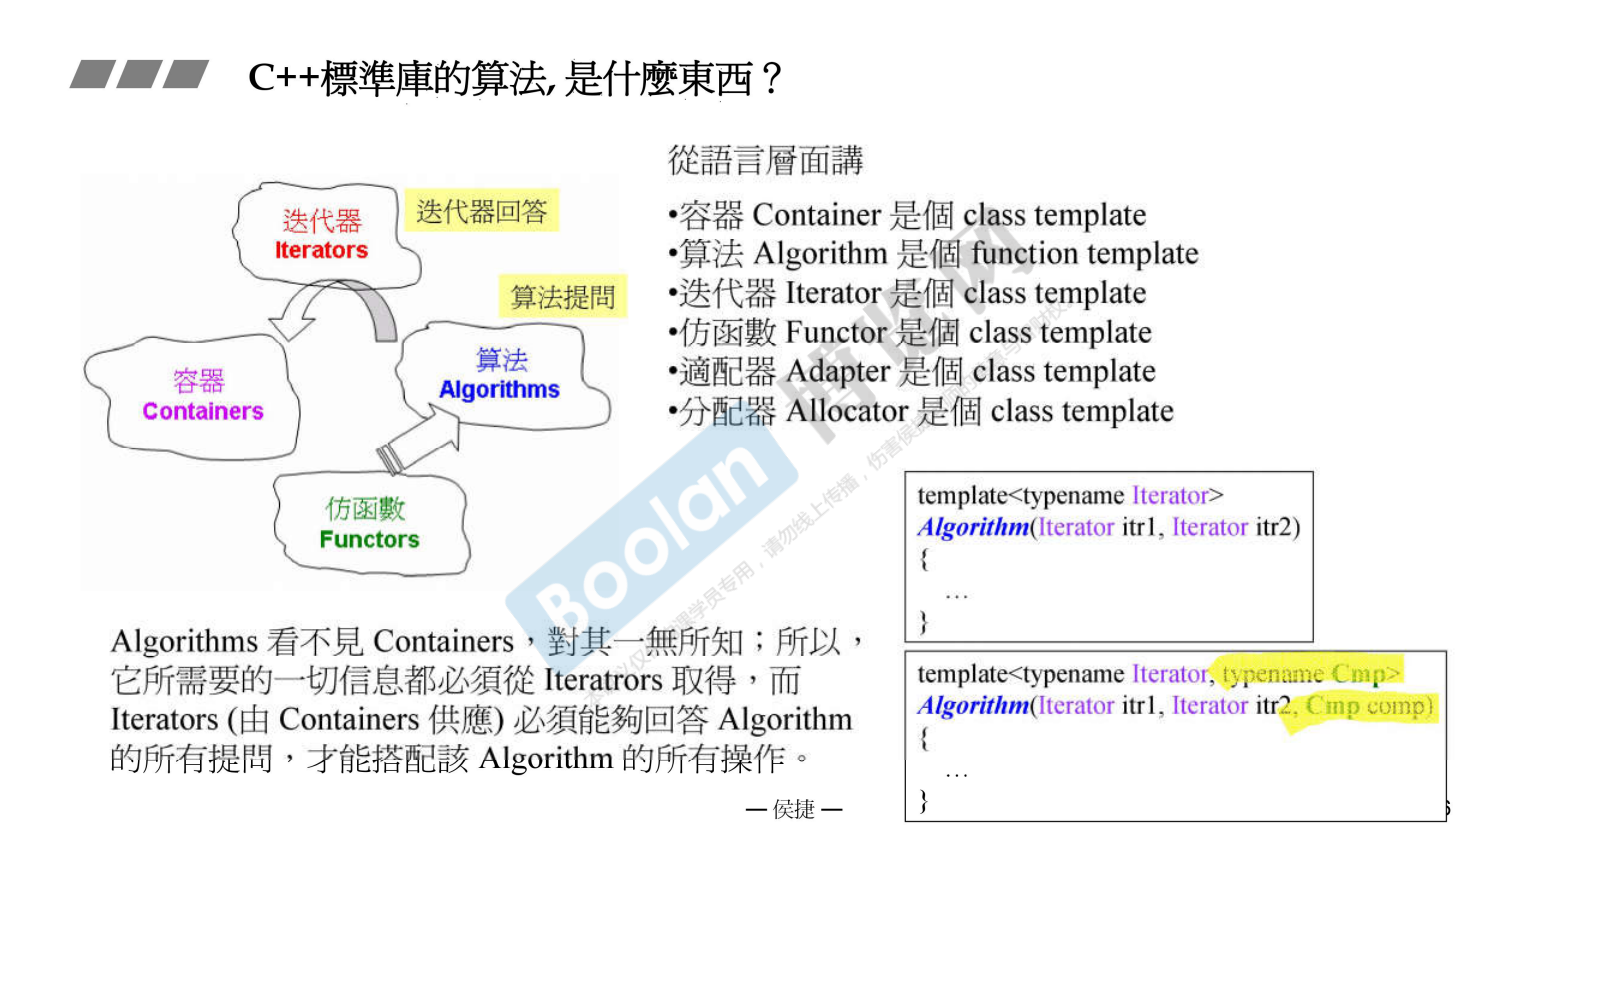 C++標準庫的算法, 是什麼東西？
從語言層面講
•容器 Container 是個 class template
•算法 Algorithm 是個 function template
•迭代器 Iterator 是個 class template
•仿函數 Functor 是個 class template
•適配器 Adapter 是個 class template
•分配器 Allocator 是個 class template
迭代器
Iterators
迭代器回答
算法提問
算法
Algorithms
容器
Containers
仿函數
Functors
template<typename Iterator>
Algorithm(Iterator itr1, Iterator itr2)
{
…
}
template<typename Iterator, typename Cmp>
Algorithm(Iterator itr1, Iterator itr2, Cmp comp)
{
…
}
Algorithms 看不見 Containers，對其一無所知；所以，
它所需要的一切信息都必須從 Iteratrors 取得，而
Iterators (由 Containers 供應) 必須能夠回答 Algorithm
的所有提問，才能搭配該 Algorithm 的所有操作。
— 侯捷 —
6
Boolan 博览网